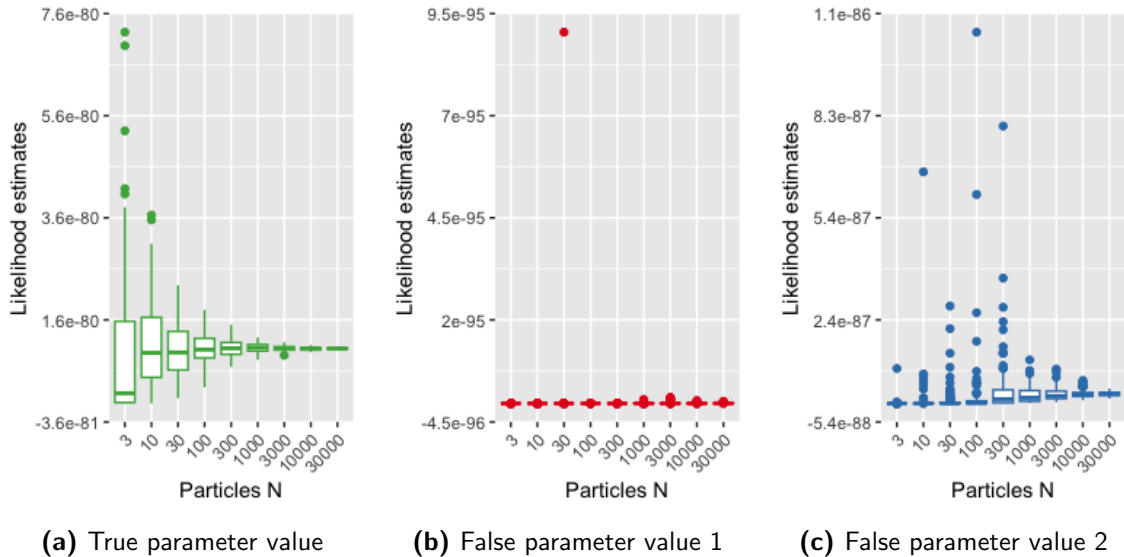 7.6e-80
5.6e-80
3.6e-80
1.6e-80
-3.6e-81
Likelihood estimates
3 10 30 100 300 1000 3000 10000 30000
Particles N
(a) True parameter value
9.5e-95
7e-95
4.5e-95
2e-95
-4.5e-96
Likelihood estimates
3 10 30 100 300 1000 3000 10000 30000
Particles N
(b) False parameter value 1
1.1e-86
8.3e-87
5.4e-87
2.4e-87
-5.4e-88
Likelihood estimates
3 10 30 100 300 1000 3000 10000 30000
Particles N
(c) False parameter value 2